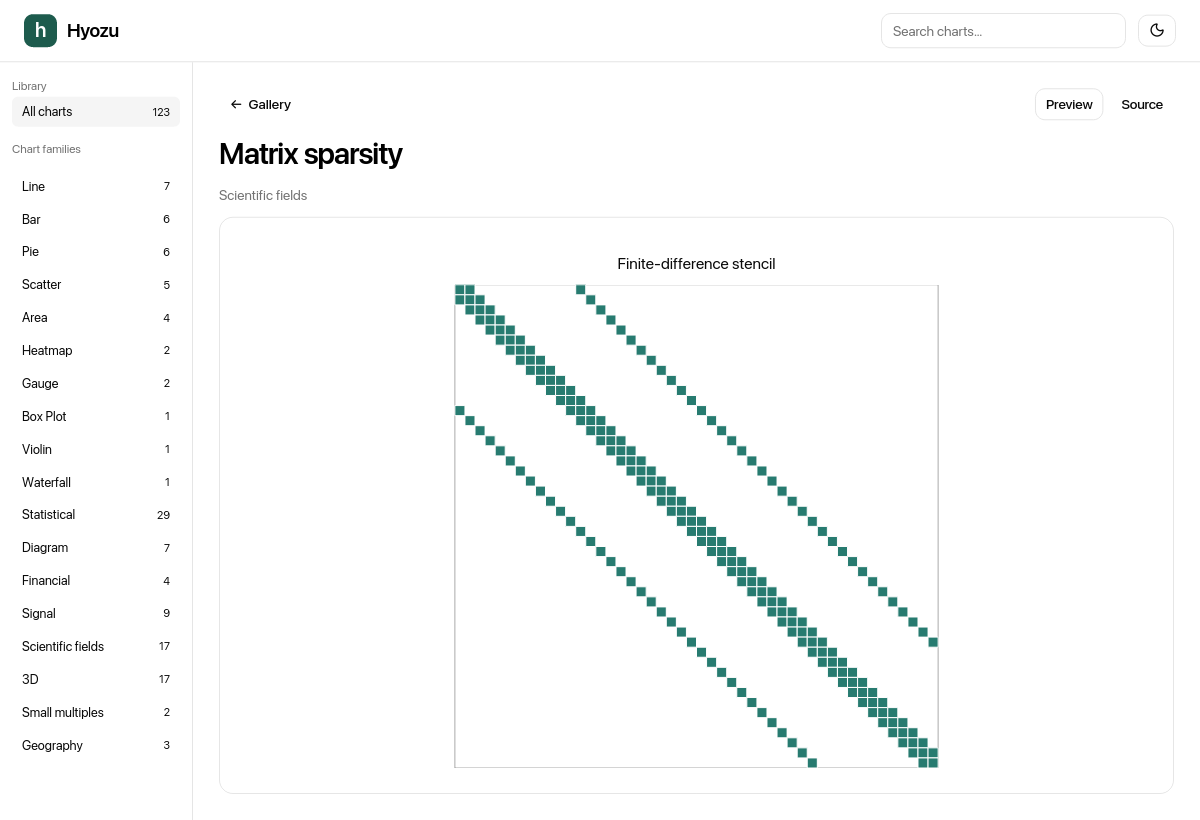 h Hyozu
Search charts...
Library
All charts 123
Chart families
Line 7
Bar 6
Pie 6
Scatter 5
Area 4
Heatmap 2
Gauge 2
Box Plot 1
Violin 1
Waterfall 1
Statistical 29
Diagram 7
Financial 4
Signal 9
Scientific fields 17
3D 17
Small multiples 2
Geography 3
← Gallery
Preview Source
Matrix sparsity
Scientific fields
Finite-difference stencil